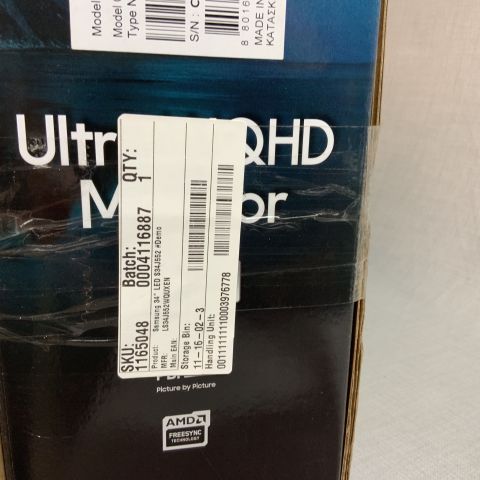 Model
Model
Type N
S/N : C
8 8016
MADE IN
ΚΑΤΑΣΚ
Ultr QHD
M or
SKU: Batch: QTY:
1165048 0004116887 1
Product: Samsung 34" LED S34J552 #Demo
MFR: LS34J552WQUXEN
Main EAN:
Storage Bin:
11-16-02-3
Handling Unit:
00111111110003976778
Picture by Picture
AMD
FREESYNC
TECHNOLOGY